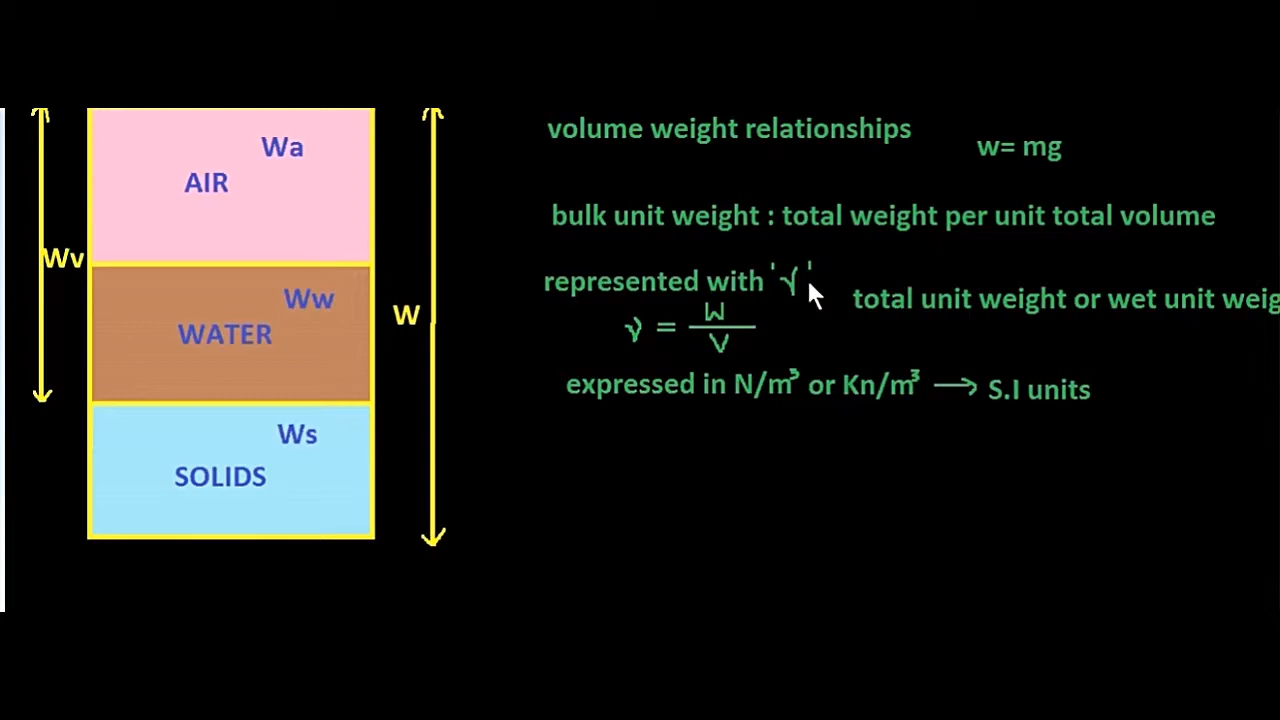 Wa
AIR
Wv
Ww
WATER
W
Ws
SOLIDS
volume weight relationships
w= mg
bulk unit weight : total weight per unit total volume
represented with 'γ'
total unit weight or wet unit weig
γ = W/V
expressed in N/m³ or Kn/m³ → S.I units